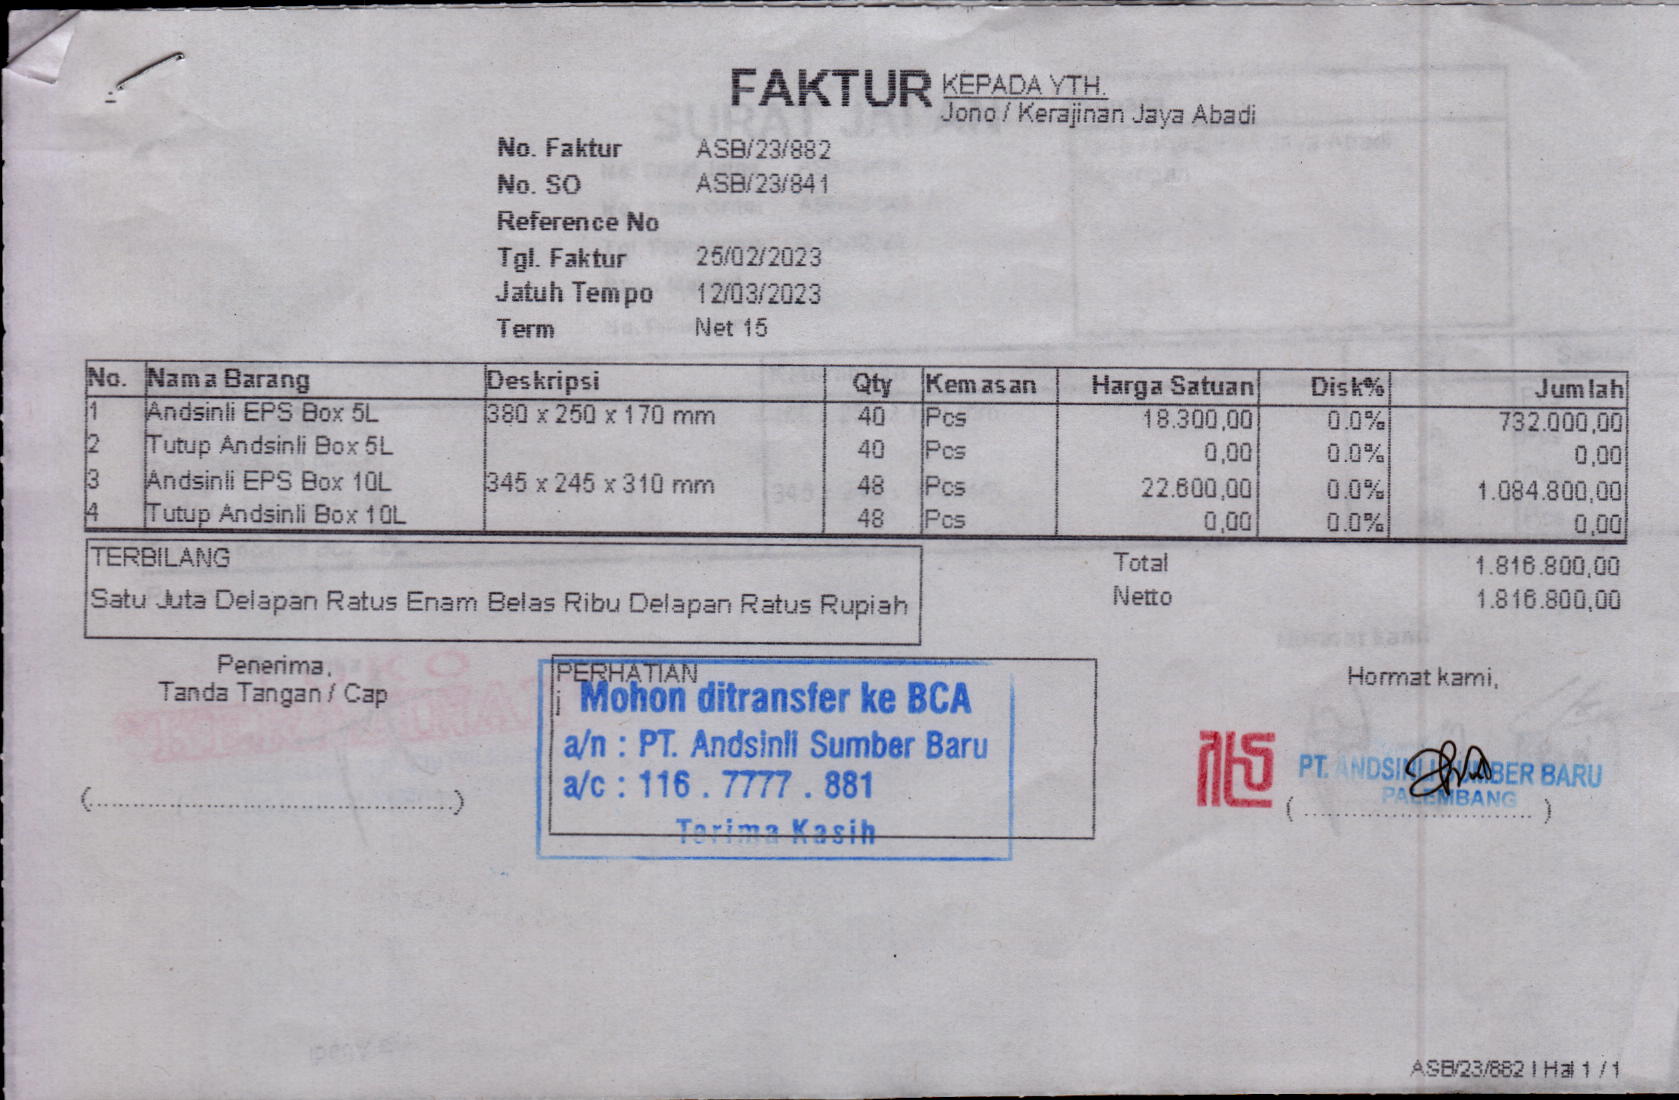 FAKTUR
KEPADA YTH.
Jono / Kerajinan Jaya Abadi
No. Faktur ASB/23/882
No. SO ASB/23/841
Reference No
Tgl. Faktur 25/02/2023
Jatuh Tempo 12/03/2023
Term Net 15
No. Nama Barang Deskripsi Qty Kemasan Harga Satuan Disk% Jumlah
1 Andsinli EPS Box 5L 380 x 250 x 170 mm 40 Pcs 18.300,00 0.0% 732.000,00
2 Tutup Andsinli Box 5L 40 Pcs 0,00 0.0% 0,00
3 Andsinli EPS Box 10L 345 x 245 x 310 mm 48 Pcs 22.600,00 0.0% 1.084.800,00
4 Tutup Andsinli Box 10L 48 Pcs 0,00 0.0% 0,00
TERBILANG
Satu Juta Delapan Ratus Enam Belas Ribu Delapan Ratus Rupiah
Total 1.816.800,00
Netto 1.816.800,00
Penerima,
Tanda Tangan / Cap
(..........................................................)
PERHATIAN
j
Mohon ditransfer ke BCA
a/n : PT. Andsinli Sumber Baru
a/c : 116 . 7777 . 881
Terima Kasih
Hormat kami,
PT. ANDSINLI SUMBER BARU
PALEMBANG
( .................................... )
ASB/23/882 | Hal 1 / 1